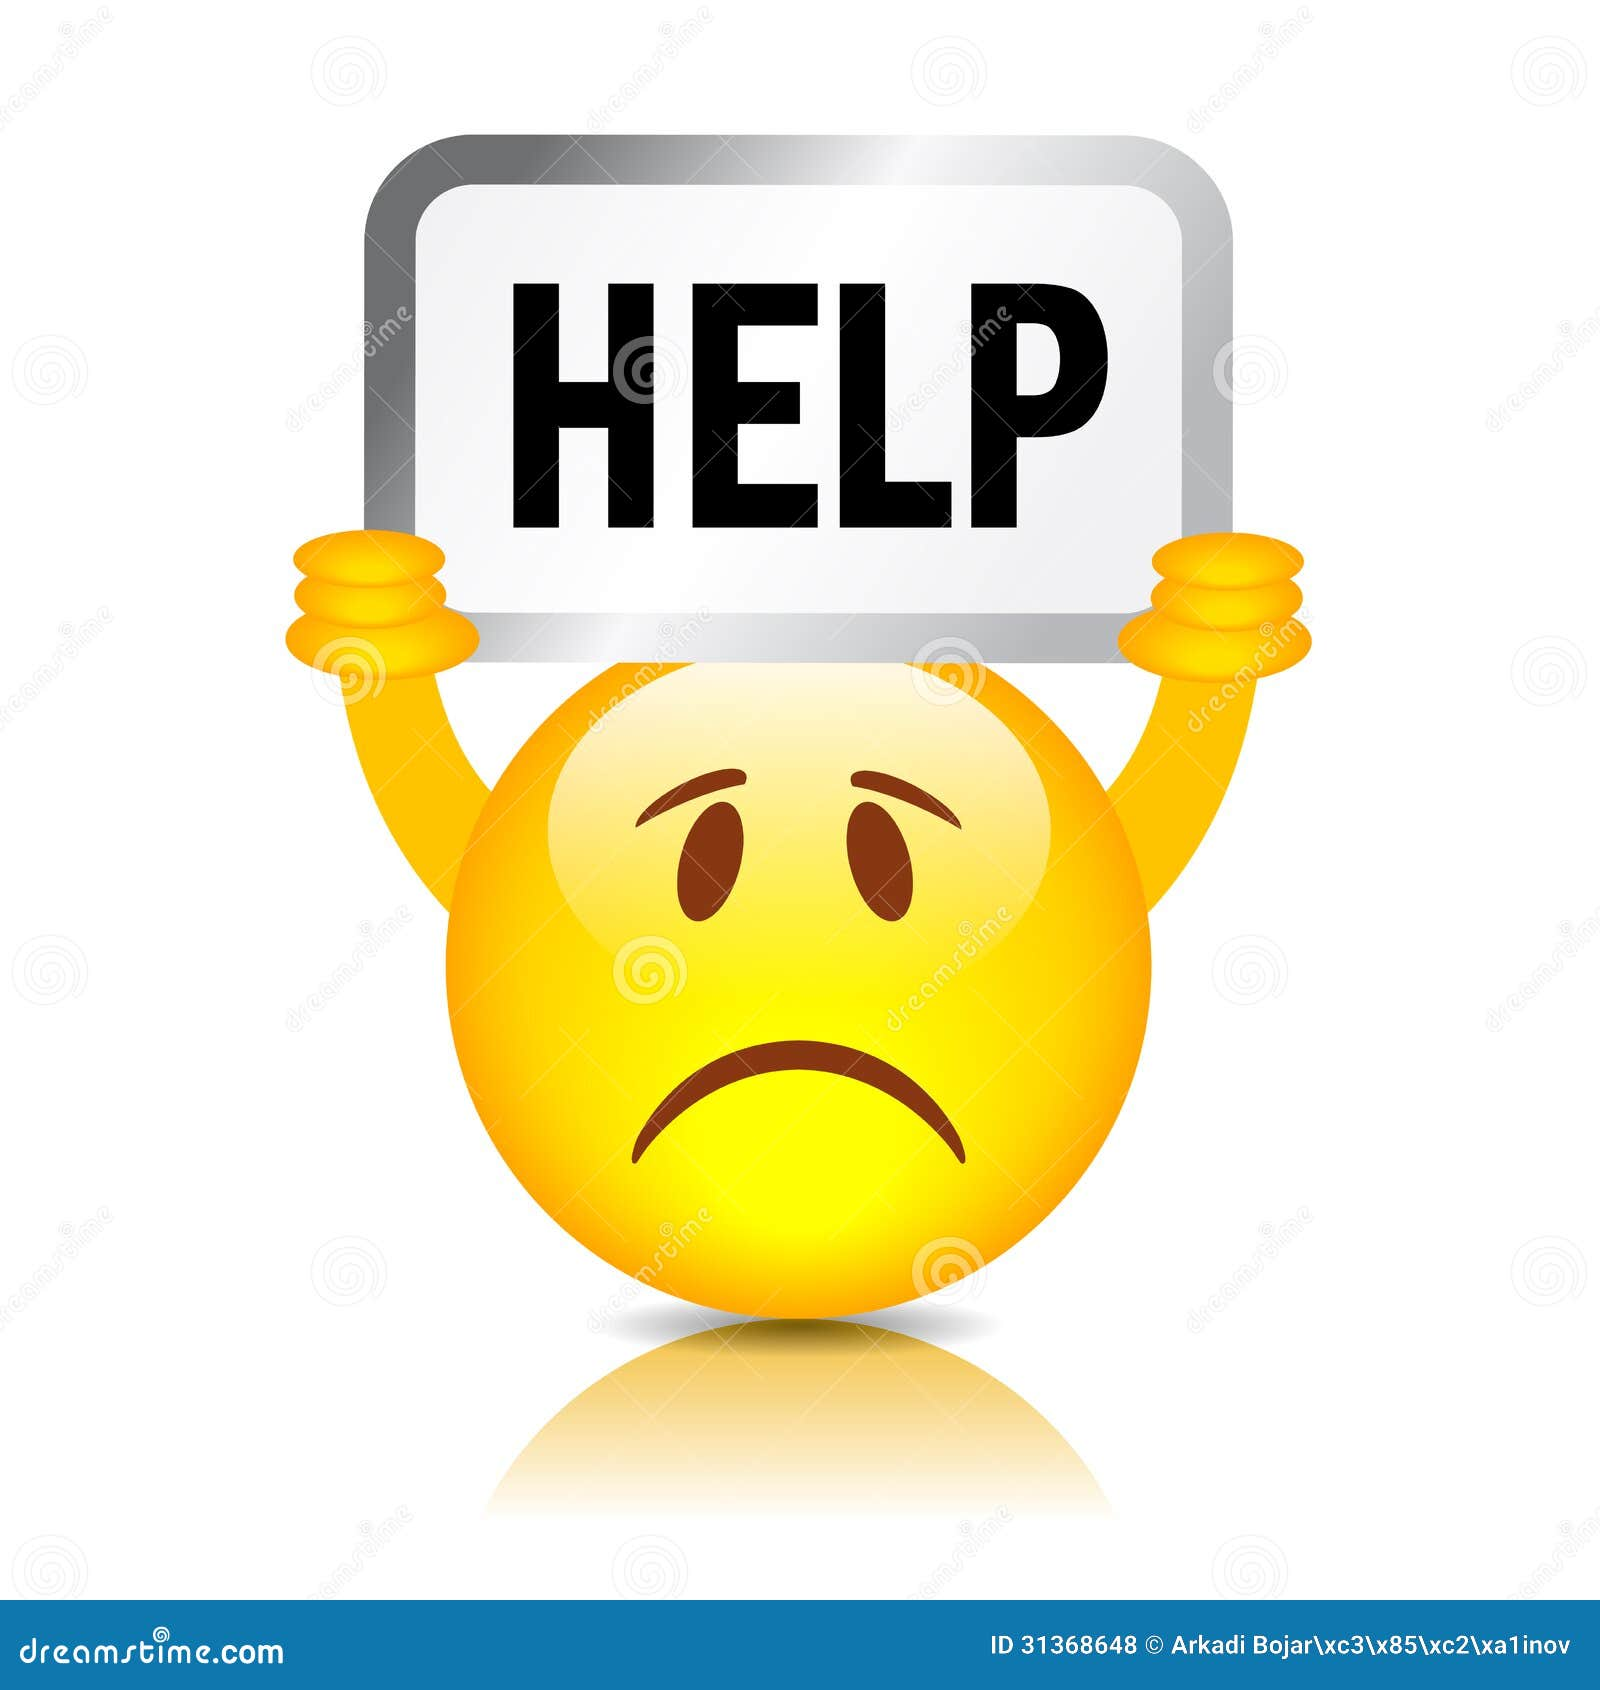 HELP
dreamstime.com
ID 31368648 © Arkadi Bojar\xc3\x85\xc2\xa1inov